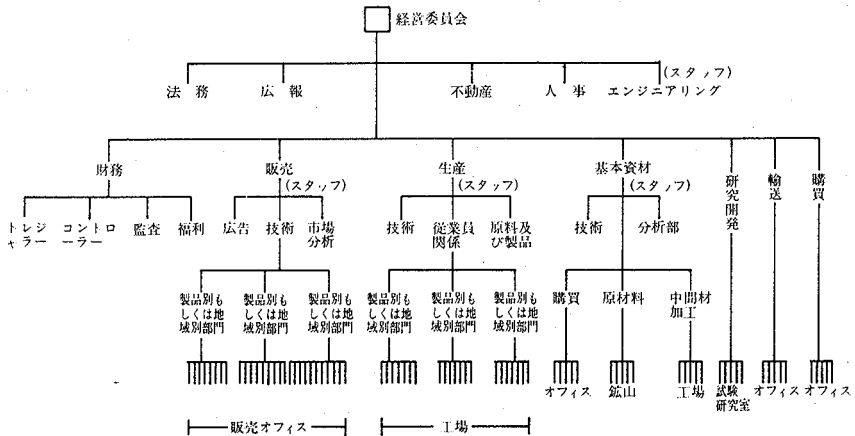 経営委員会
(スタッフ)
法務
広報
不動産
人事
エンジニアリング
財務
販売
生産
基本資材
研究開発
輸送
購買
(スタッフ)
(スタッフ)
(スタッフ)
トレジ
ャラー
コントロ
ーラー
監査
福利
広告
技術
市場
分析
技術
従業員
関係
原料及
び製品
技術
分析部
製品別も
しくは地
域別部門
製品別も
しくは地
域別部門
製品別も
しくは地
域別部門
製品別も
しくは地
域別部門
製品別も
しくは地
域別部門
製品別も
しくは地
域別部門
購買
原材料
中間材
加工
オフィス
鉱山
工場
試験
研究室
オフィス
オフィス
販売オフィス
工場